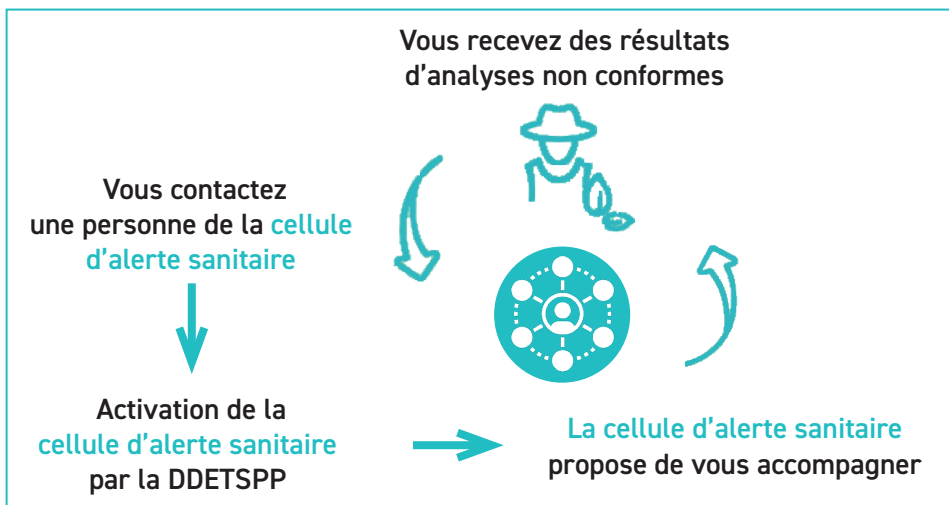 Vous recevez des résultats
d'analyses non conformes
Vous contactez
une personne de la cellule
d'alerte sanitaire
Activation de la
cellule d'alerte sanitaire
par la DDETSPP
La cellule d'alerte sanitaire
propose de vous accompagner